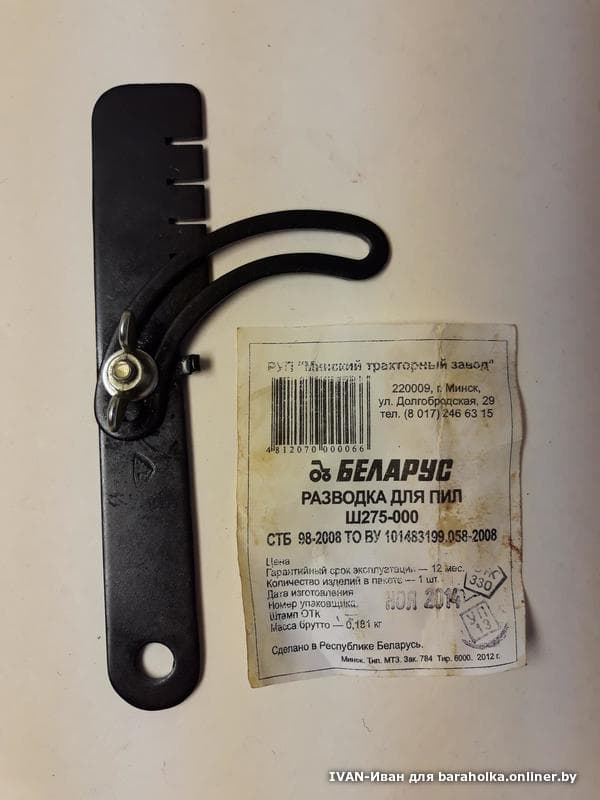 РУП "Минский тракторный завод"
220009, г. Минск,
ул. Долгобродская, 29
тел. (8 017) 246 63 15
4 812070 000066
БЕЛАРУС
РАЗВОДКА ДЛЯ ПИЛ
Ш275-000
СТБ 98-2008 ТО BY 101483199.058-2008
Цена
Гарантийный срок эксплуатации — 12 мес.
Количество изделий в пакете — 1 шт.
Дата изготовления
НОЯ 2014
Номер упаковщика
Штамп ОТК
Масса брутто — 0,181 кг
ОТК
330
Сделано в Республике Беларусь.
Минск. Тип. МТЗ. Зак. 784 Тир. 6000. 2012 г.
IVAN-Иван для baraholka.onliner.by